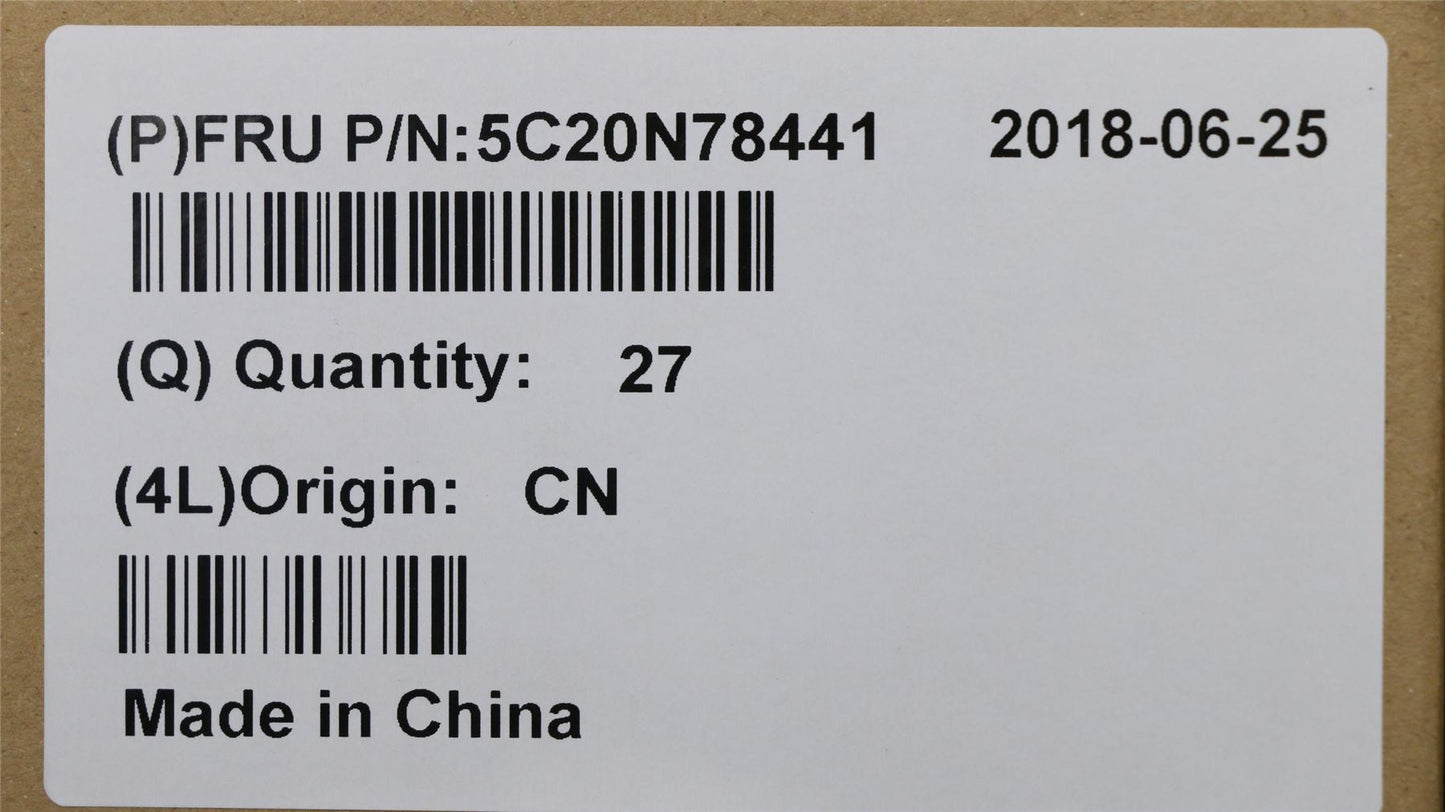 (P)FRU P/N:5C20N78441 2018-06-25
(Q) Quantity: 27
(4L)Origin: CN
Made in China